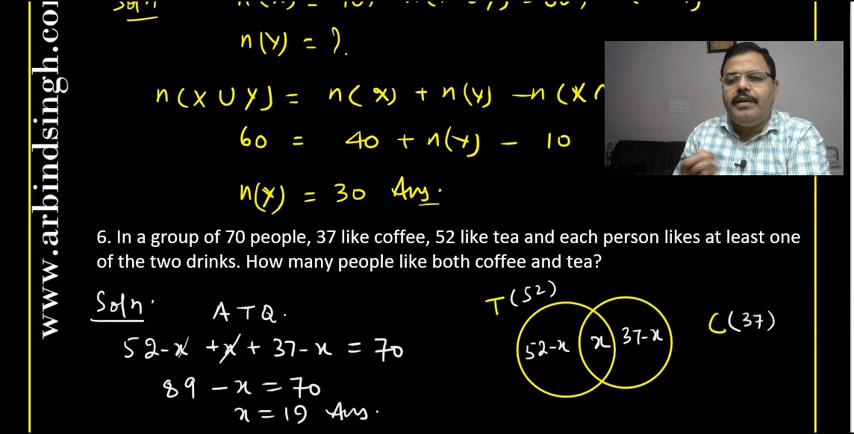 Soln
n(Y) = ?
n(X ∪ Y) = n(X) + n(Y) - n(X ∩
60 = 40 + n(Y) - 10
n(Y) = 30 Ans.
6. In a group of 70 people, 37 like coffee, 52 like tea and each person likes at least one
of the two drinks. How many people like both coffee and tea?
Soln.
A T Q.
52-x + x + 37-x = 70
89 - x = 70
x = 19 Ans.
T(52)
C(37)
52-x x 37-x
www.arbindsingh.com